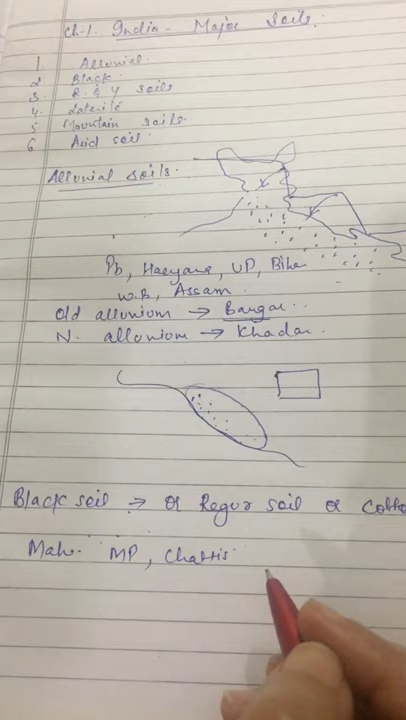 Ch-1. India - Major Soils.
1. Alluvial.
2 Black.
3. R. & Y soils
4. Laterite
5 Mountain Soils.
6 Acid soil.
Alluvial soils.
Pb, Haryana, UP, Biha
W.B, Assam.
Old alluvium → Bangar.
N. alluvium → Khadar.
Black soil → or Regur soil or Cotto
Mah. MP, Chattis